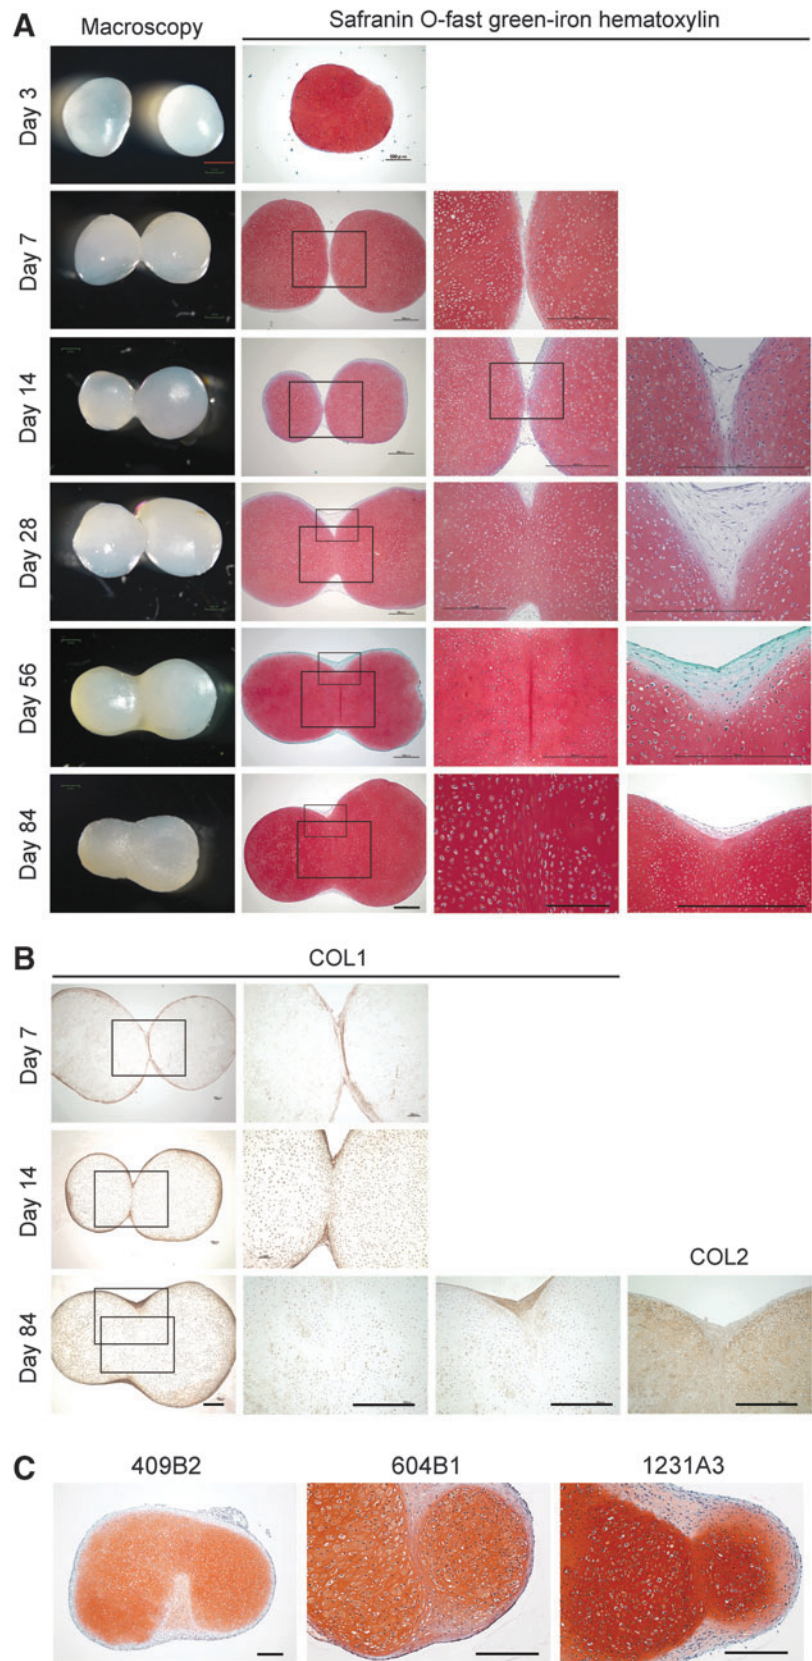 A
Macroscopy
Safranin O-fast green-iron hematoxylin
Day 3
Day 7
Day 14
Day 28
Day 56
Day 84
B
COL1
Day 7
Day 14
COL2
Day 84
C
409B2
604B1
1231A3